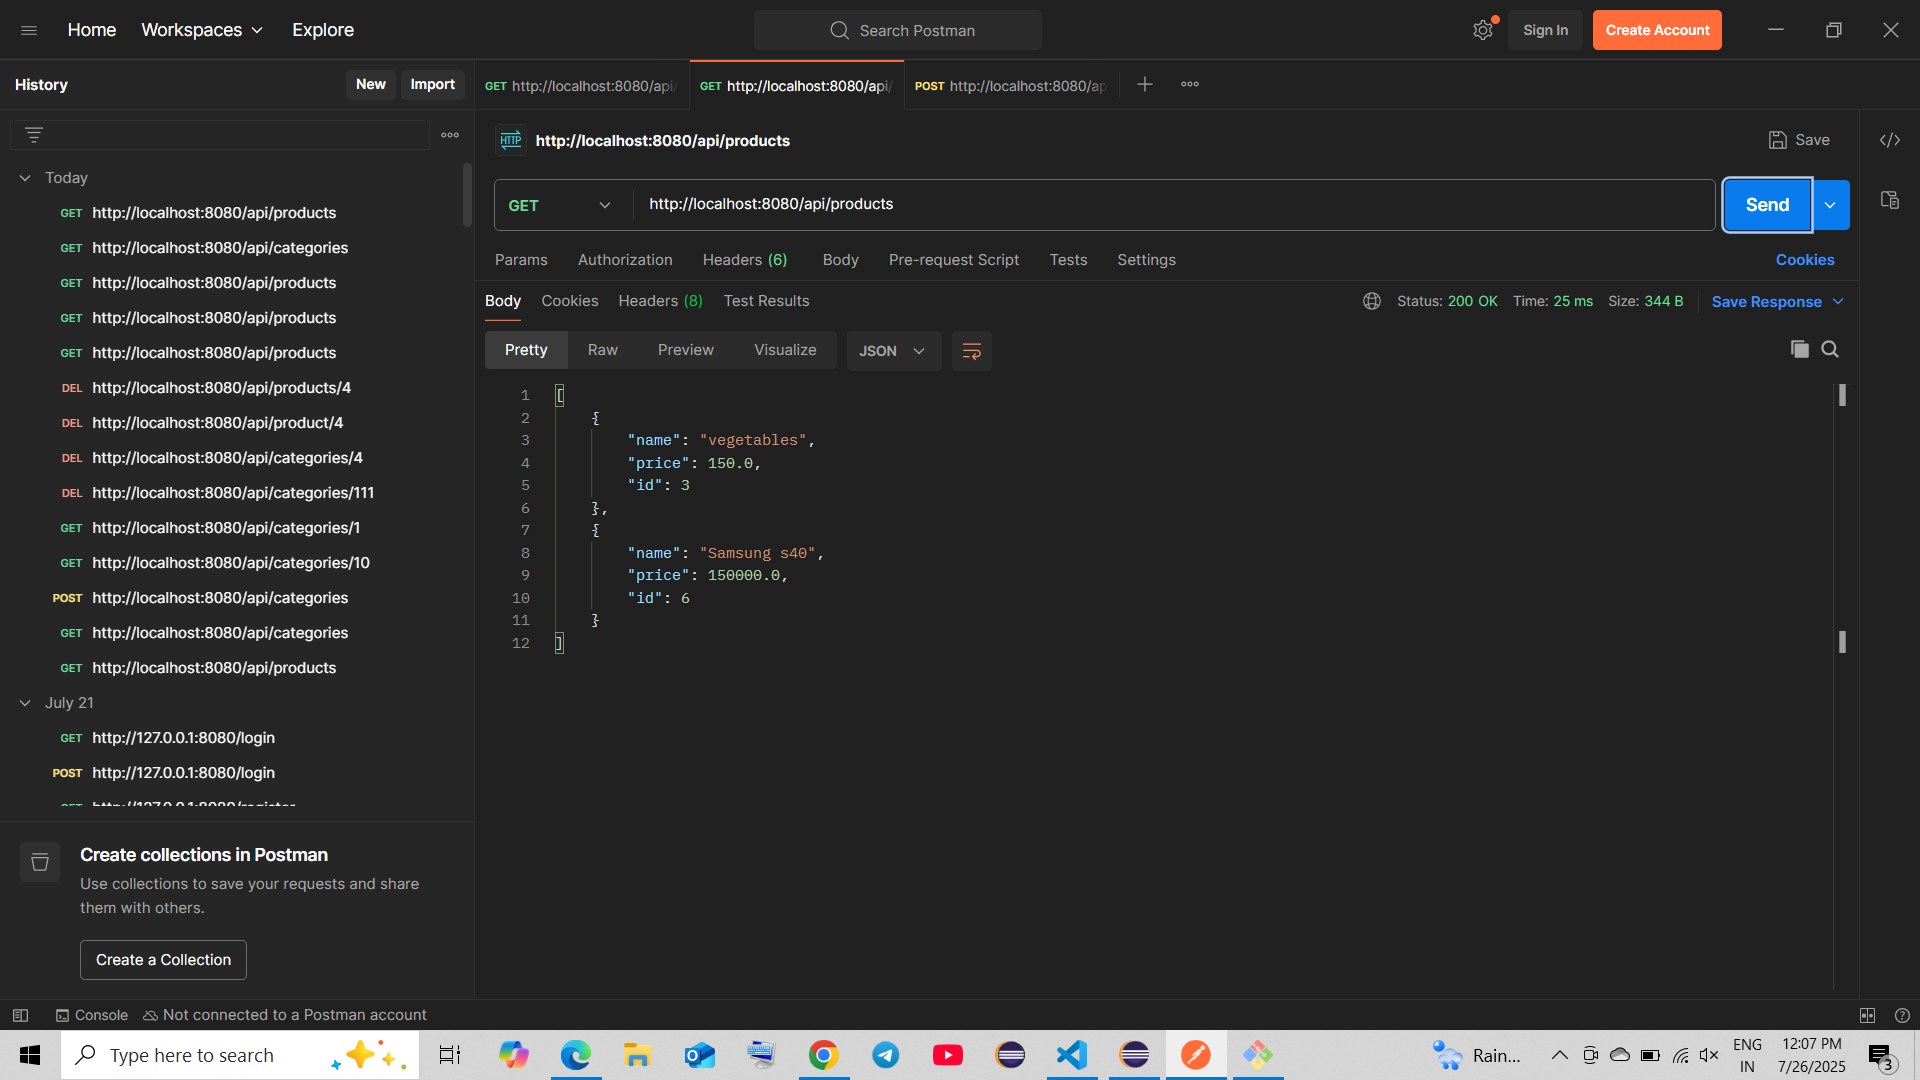 Home Workspaces Explore Search Postman Sign In Create Account
History New Import
GET http://localhost:8080/api/ GET http://localhost:8080/api/ POST http://localhost:8080/ap
HTTP http://localhost:8080/api/products Save
GET http://localhost:8080/api/products Send
Params Authorization Headers (6) Body Pre-request Script Tests Settings Cookies
Body Cookies Headers (8) Test Results Status: 200 OK Time: 25 ms Size: 344 B Save Response
Pretty Raw Preview Visualize JSON
1 [
2 {
3 "name": "vegetables",
4 "price": 150.0,
5 "id": 3
6 },
7 {
8 "name": "Samsung s40",
9 "price": 150000.0,
10 "id": 6
11 }
12 ]
Today
GET http://localhost:8080/api/products
GET http://localhost:8080/api/categories
GET http://localhost:8080/api/products
GET http://localhost:8080/api/products
GET http://localhost:8080/api/products
DEL http://localhost:8080/api/products/4
DEL http://localhost:8080/api/product/4
DEL http://localhost:8080/api/categories/4
DEL http://localhost:8080/api/categories/111
GET http://localhost:8080/api/categories/1
GET http://localhost:8080/api/categories/10
POST http://localhost:8080/api/categories
GET http://localhost:8080/api/categories
GET http://localhost:8080/api/products
July 21
GET http://127.0.0.1:8080/login
POST http://127.0.0.1:8080/login
GET http://127.0.0.1:8080/register
Create collections in Postman
Use collections to save your requests and share
them with others.
Create a Collection
Console Not connected to a Postman account
Type here to search
Rain...
ENG
IN
12:07 PM
7/26/2025
3